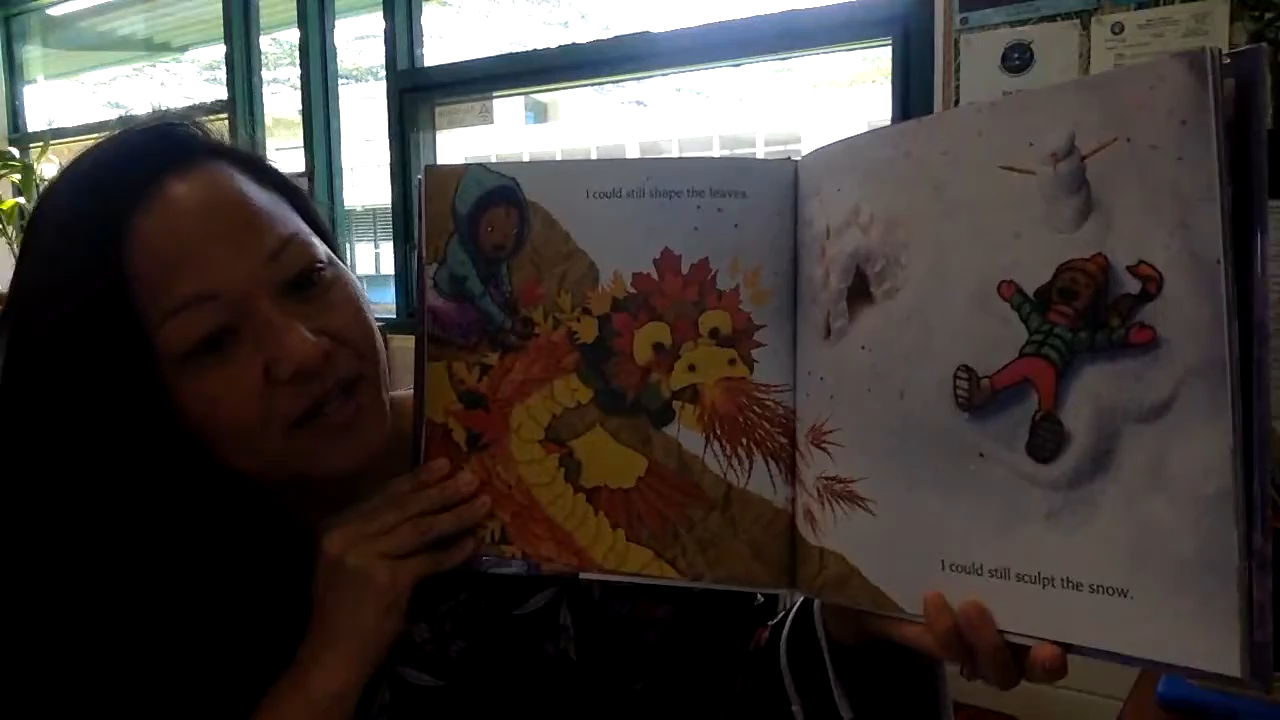 I could still shape the leaves.
I could still sculpt the snow.